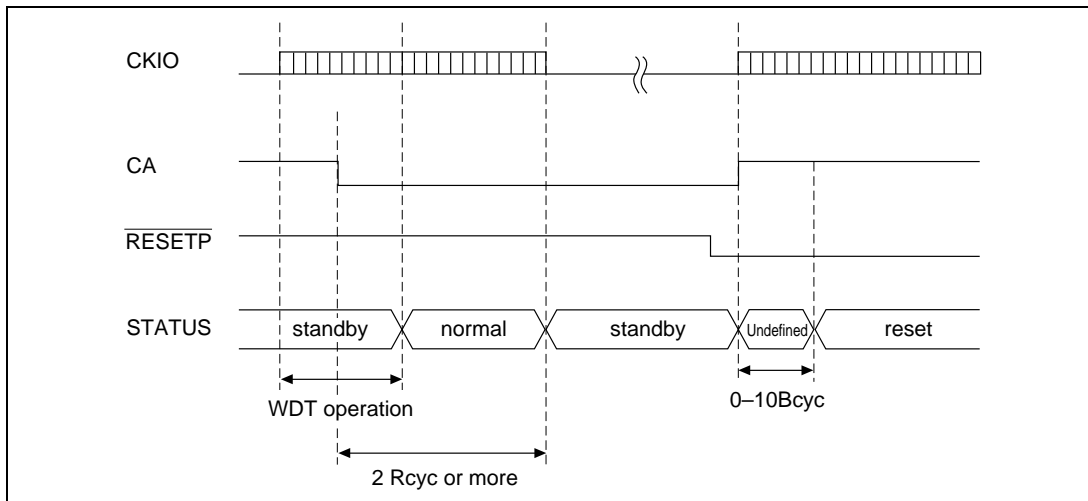 CKIO
CA
RESETP
STATUS
standby
normal
standby
Undefined
reset
WDT operation
0–10Bcyc
2 Rcyc or more